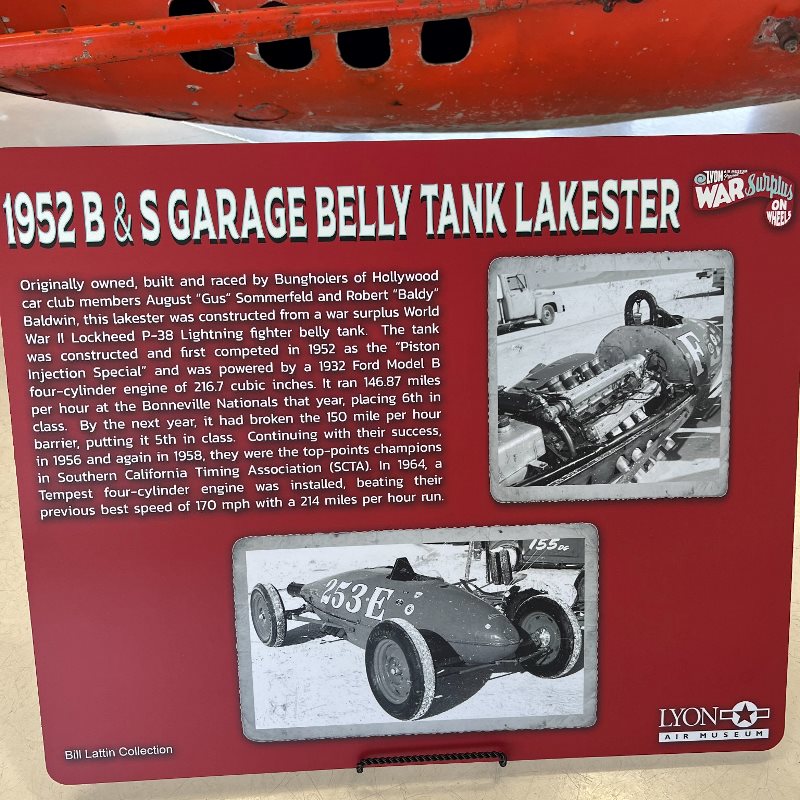 1952 B & S GARAGE BELLY TANK LAKESTER
LYON AIR MUSEUM
WAR Surplus
ON
WHEELS
Originally owned, built and raced by Bungholers of Hollywood
car club members August "Gus" Sommerfeld and Robert "Baldy"
Baldwin, this lakester was constructed from a war surplus World
War II Lockheed P-38 Lightning fighter belly tank. The tank
was constructed and first competed in 1952 as the "Piston
Injection Special" and was powered by a 1932 Ford Model B
four-cylinder engine of 216.7 cubic inches. It ran 146.87 miles
per hour at the Bonneville Nationals that year, placing 6th in
class. By the next year, it had broken the 150 mile per hour
barrier, putting it 5th in class. Continuing with their success,
in 1956 and again in 1958, they were the top-points champions
in Southern California Timing Association (SCTA). In 1964, a
Tempest four-cylinder engine was installed, beating their
previous best speed of 170 mph with a 214 miles per hour run.
F
155 DG
253-E
LYON
AIR MUSEUM
Bill Lattin Collection